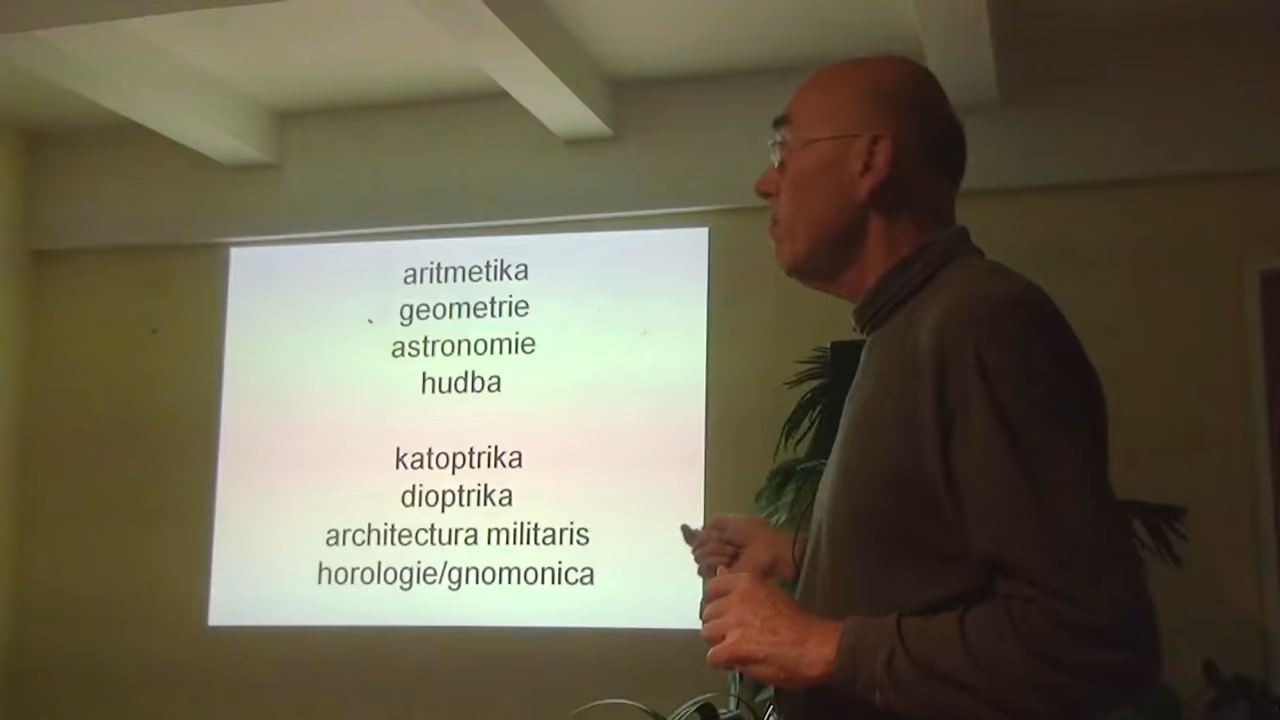 aritmetika
geometrie
astronomie
hudba
katoptrika
dioptrika
architectura militaris
horologie/gnomonica